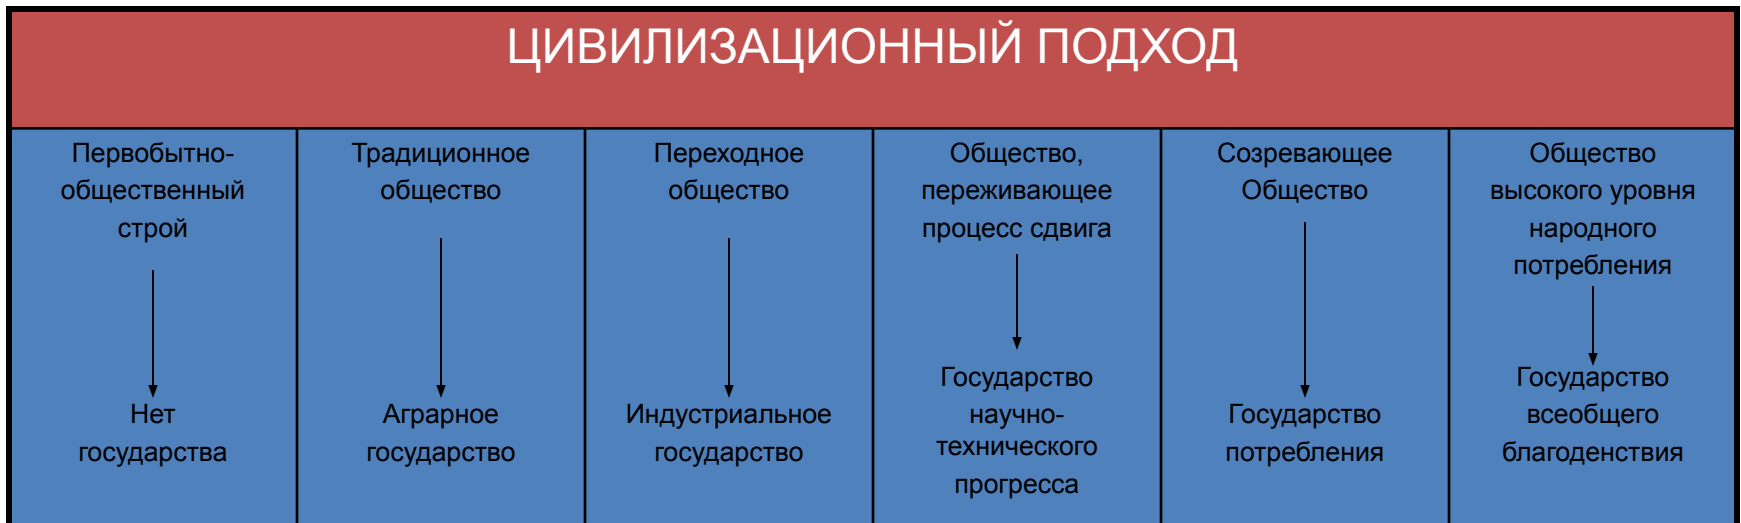 ЦИВИЛИЗАЦИОННЫЙ ПОДХОД
Первобытно-
общественный
строй
Нет
государства
Традиционное
общество
Аграрное
государство
Переходное
общество
Индустриальное
государство
Общество,
переживающее
процесс сдвига
Государство
научно-
технического
прогресса
Созревающее
Общество
Государство
потребления
Общество
высокого уровня
народного
потребления
Государство
всеобщего
благоденствия